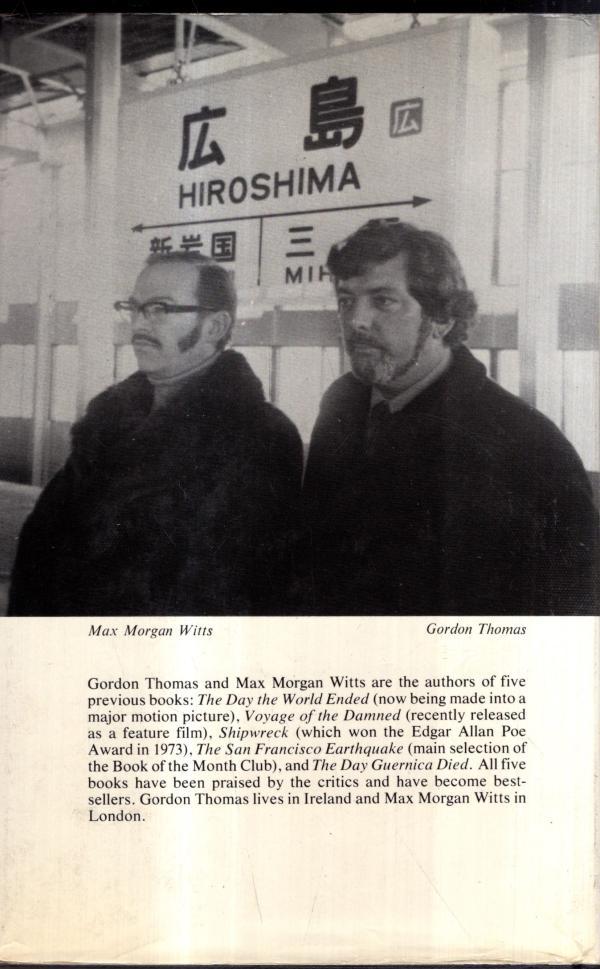 広島 広
HIROSHIMA
新岩国 三
MIH
Max Morgan Witts Gordon Thomas
Gordon Thomas and Max Morgan Witts are the authors of five
previous books: The Day the World Ended (now being made into a
major motion picture), Voyage of the Damned (recently released
as a feature film), Shipwreck (which won the Edgar Allan Poe
Award in 1973), The San Francisco Earthquake (main selection of
the Book of the Month Club), and The Day Guernica Died. All five
books have been praised by the critics and have become best-
sellers. Gordon Thomas lives in Ireland and Max Morgan Witts in
London.